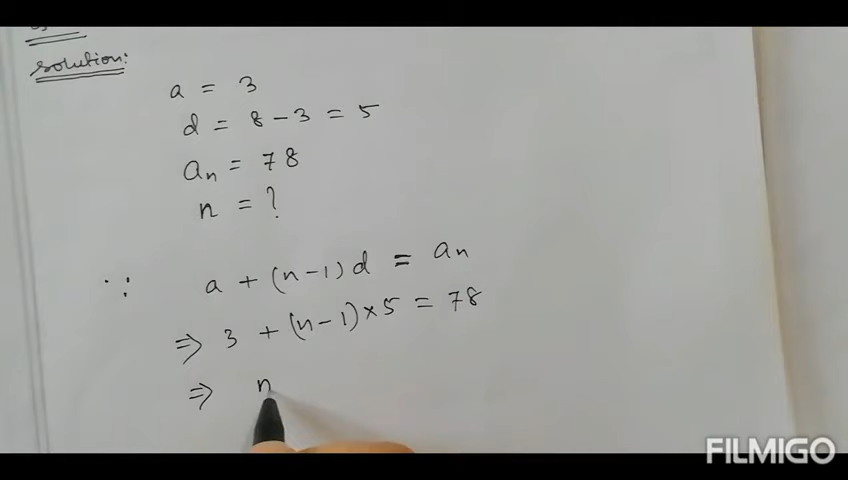 solution:
a = 3
d = 8 - 3 = 5
aₙ = 78
n = ?
∵ a + (n-1) d = aₙ
⇒ 3 + (n-1) × 5 = 78
⇒ n
FILMIGO